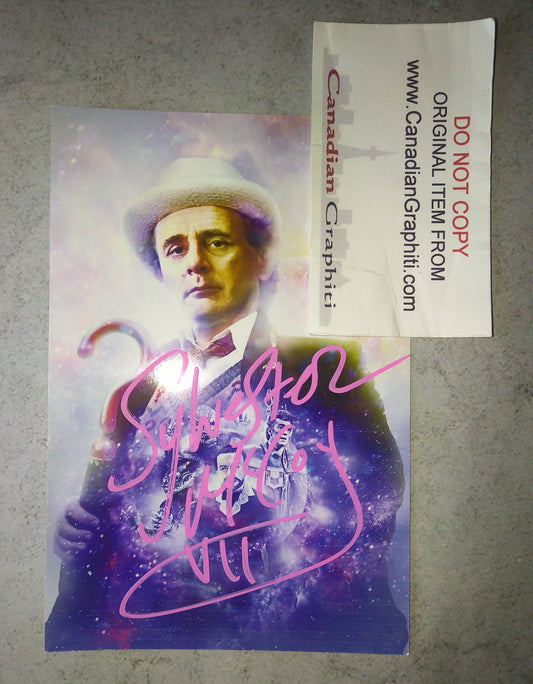 DO NOT COPY
ORIGINAL ITEM FROM
www.CanadianGraphiti.com
Canadian Graphiti
Sylvester
McCoy
VII